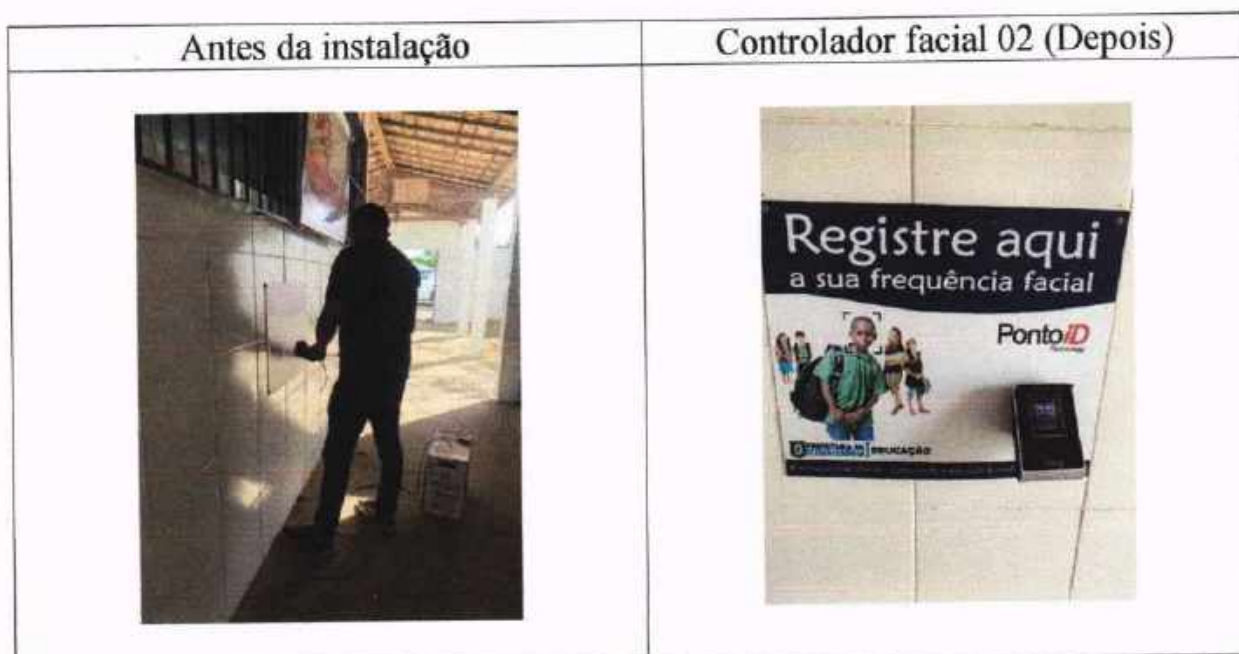 Antes da instalação
Controlador facial 02 (Depois)
Registre aqui
a sua frequência facial
PontoiD
EDUCAÇÃO